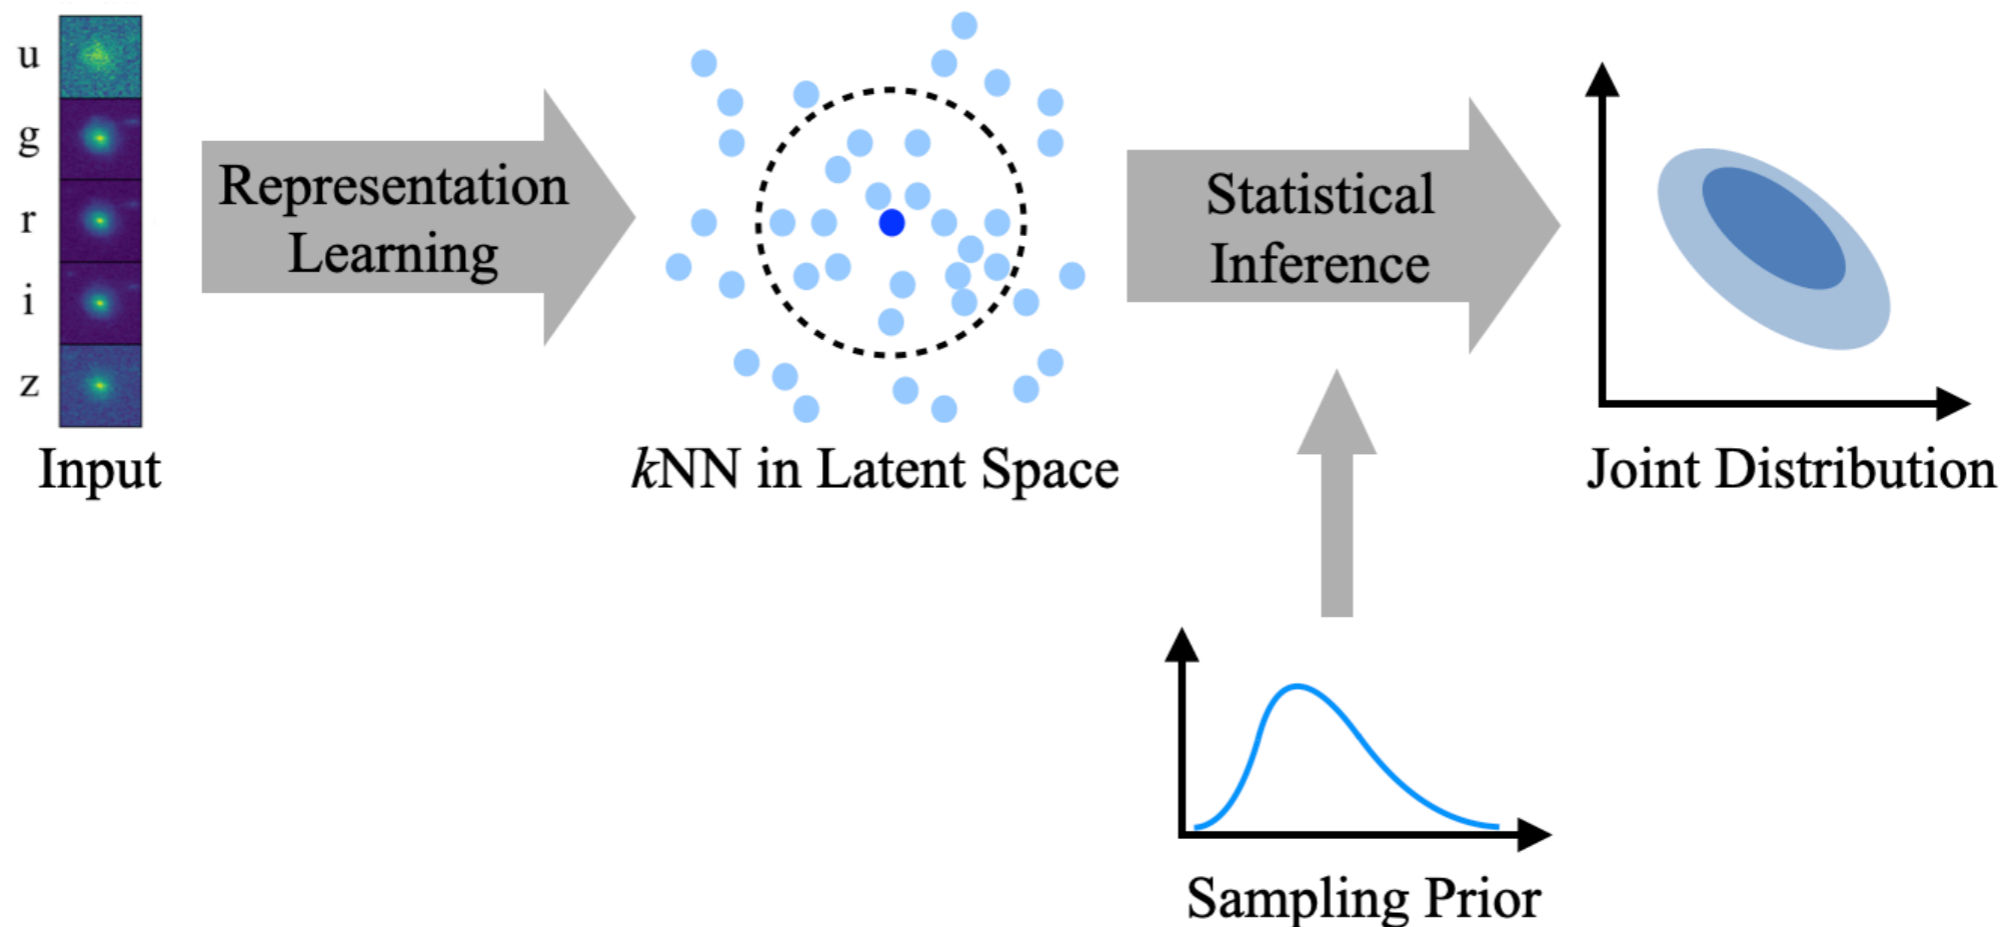 u
g
r
i
z
Input
Representation
Learning
kNN in Latent Space
Statistical
Inference
Joint Distribution
Sampling Prior